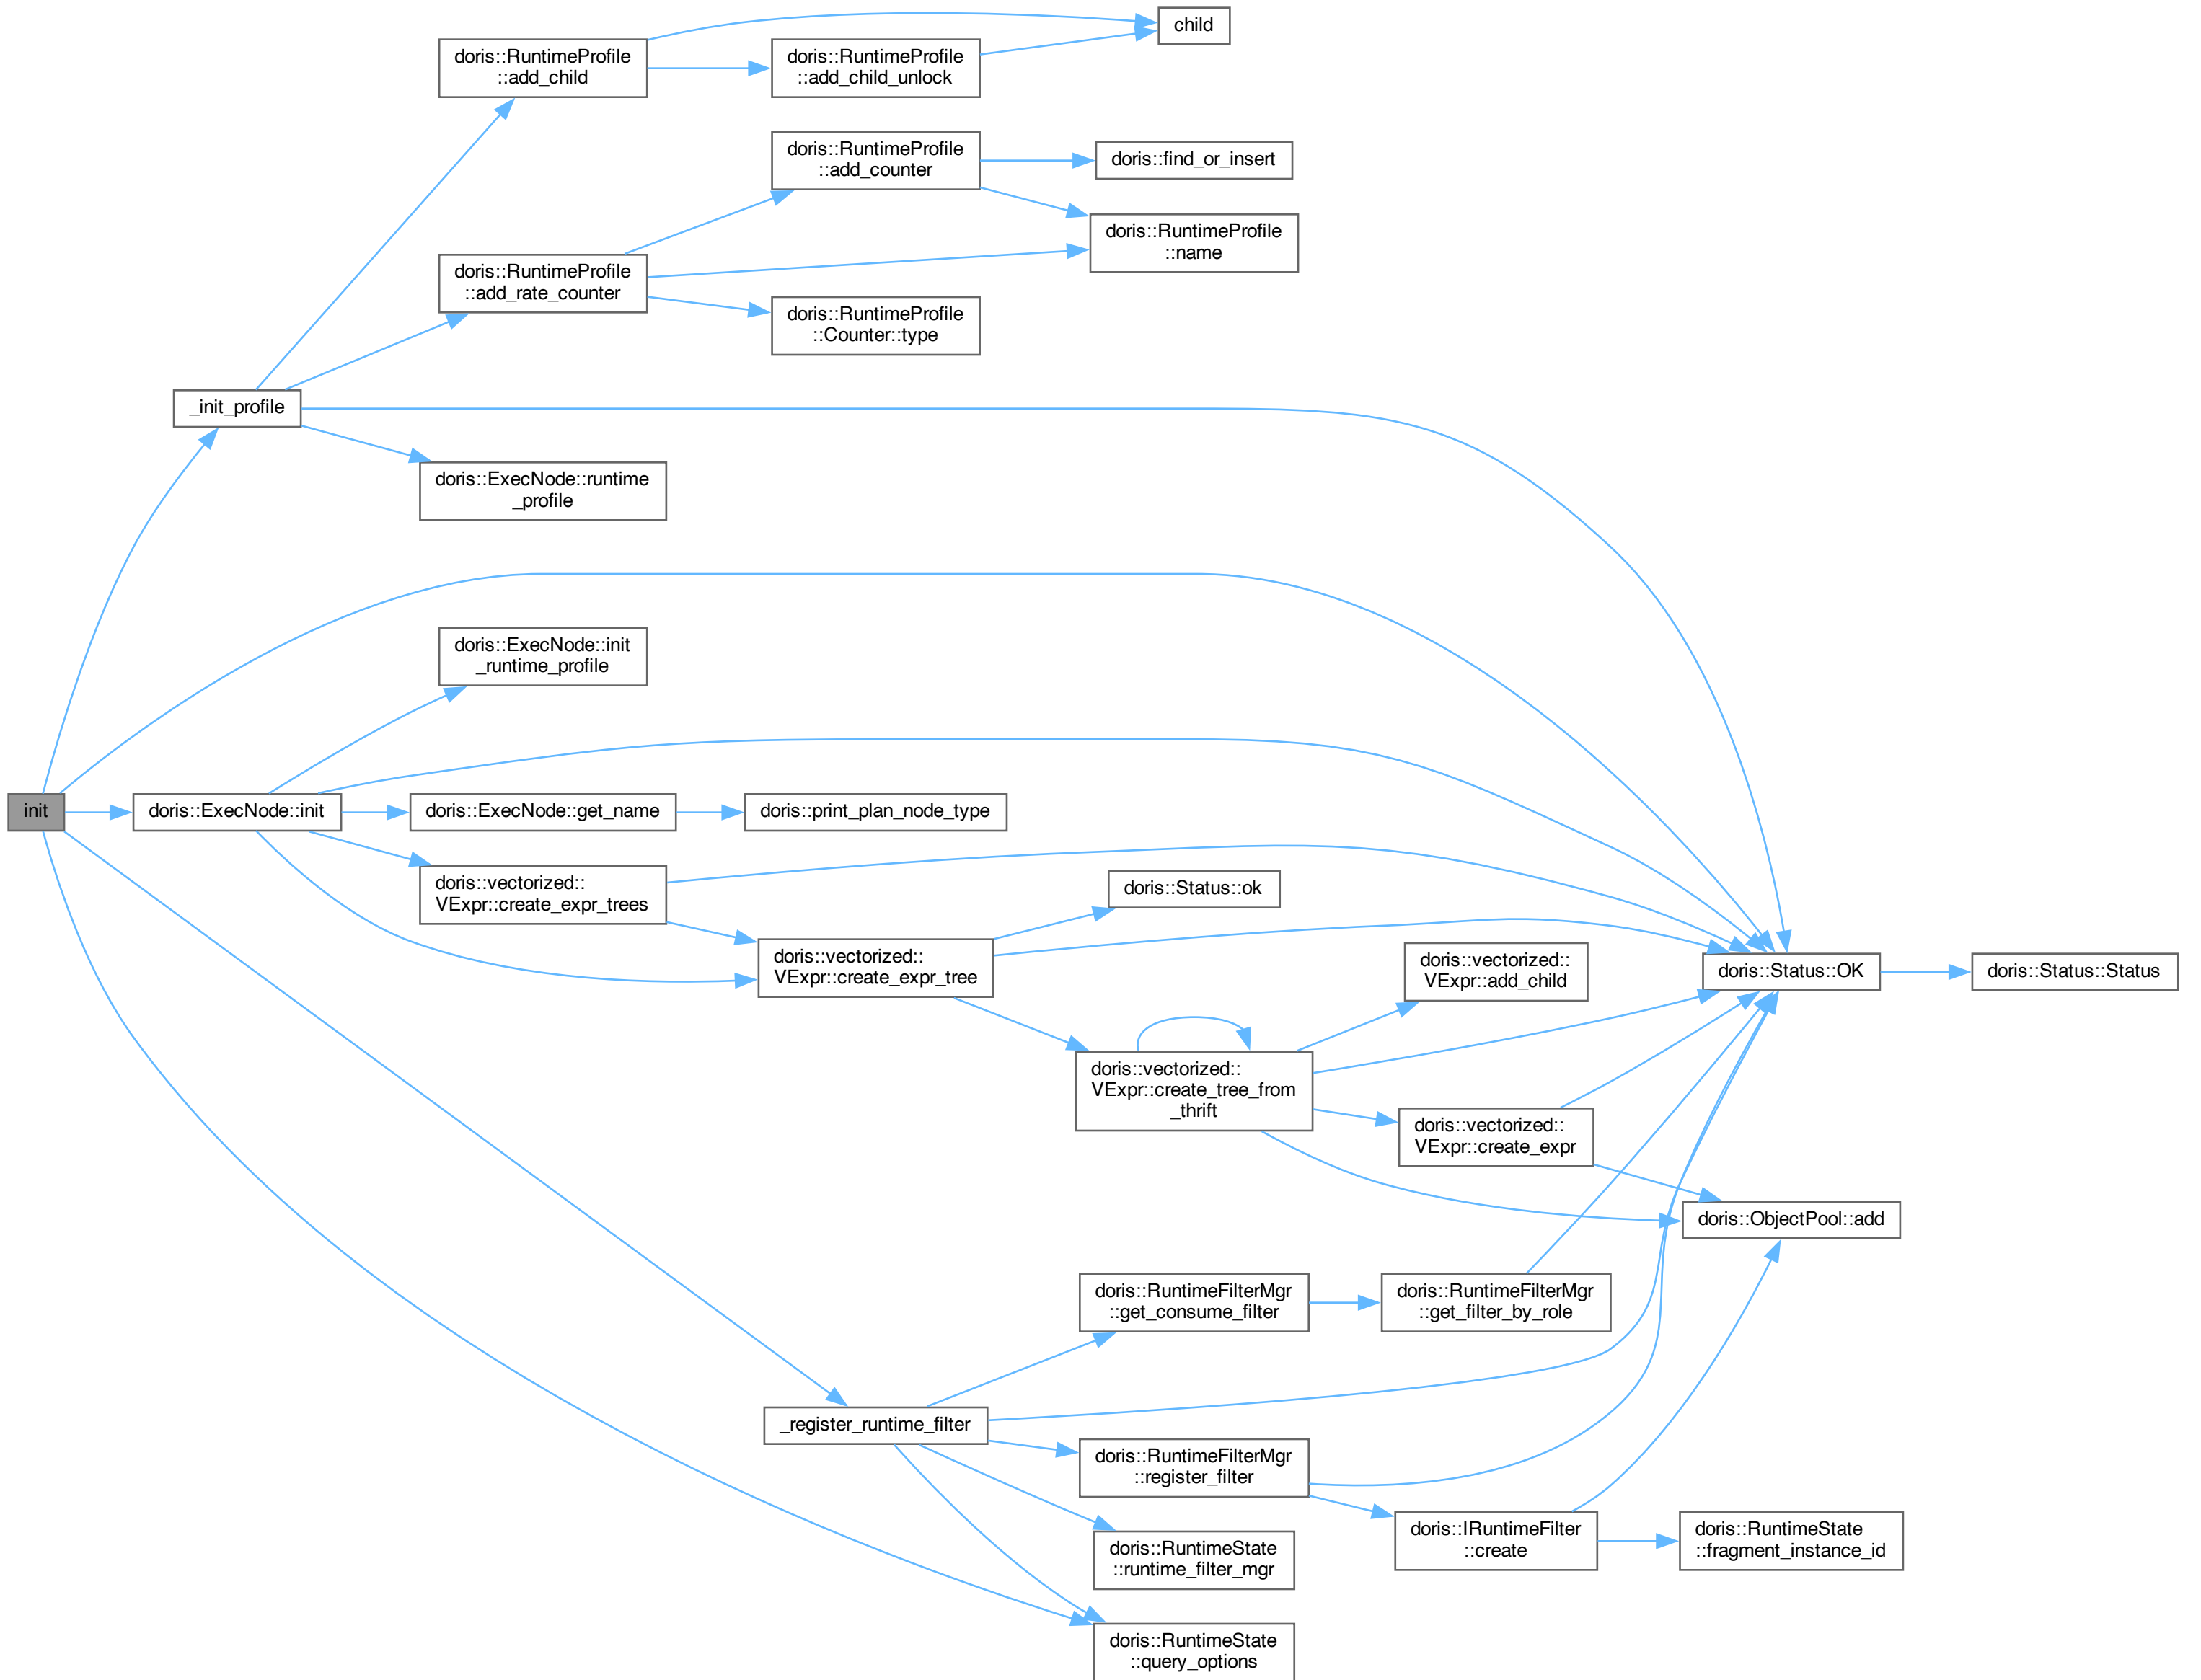 child
doris::RuntimeProfile
::add_child
doris::RuntimeProfile
::add_child_unlock
doris::RuntimeProfile
::add_counter
doris::find_or_insert
doris::RuntimeProfile
::name
doris::RuntimeProfile
::add_rate_counter
doris::RuntimeProfile
::Counter::type
_init_profile
doris::ExecNode::runtime
_profile
doris::ExecNode::init
_runtime_profile
init
doris::ExecNode::init
doris::ExecNode::get_name
doris::print_plan_node_type
doris::vectorized::
VExpr::create_expr_trees
doris::Status::ok
doris::vectorized::
VExpr::create_expr_tree
doris::vectorized::
VExpr::add_child
doris::Status::OK
doris::Status::Status
doris::vectorized::
VExpr::create_tree_from
_thrift
doris::vectorized::
VExpr::create_expr
doris::ObjectPool::add
doris::RuntimeFilterMgr
::get_consume_filter
doris::RuntimeFilterMgr
::get_filter_by_role
_register_runtime_filter
doris::RuntimeFilterMgr
::register_filter
doris::IRuntimeFilter
::create
doris::RuntimeState
::fragment_instance_id
doris::RuntimeState
::runtime_filter_mgr
doris::RuntimeState
::query_options